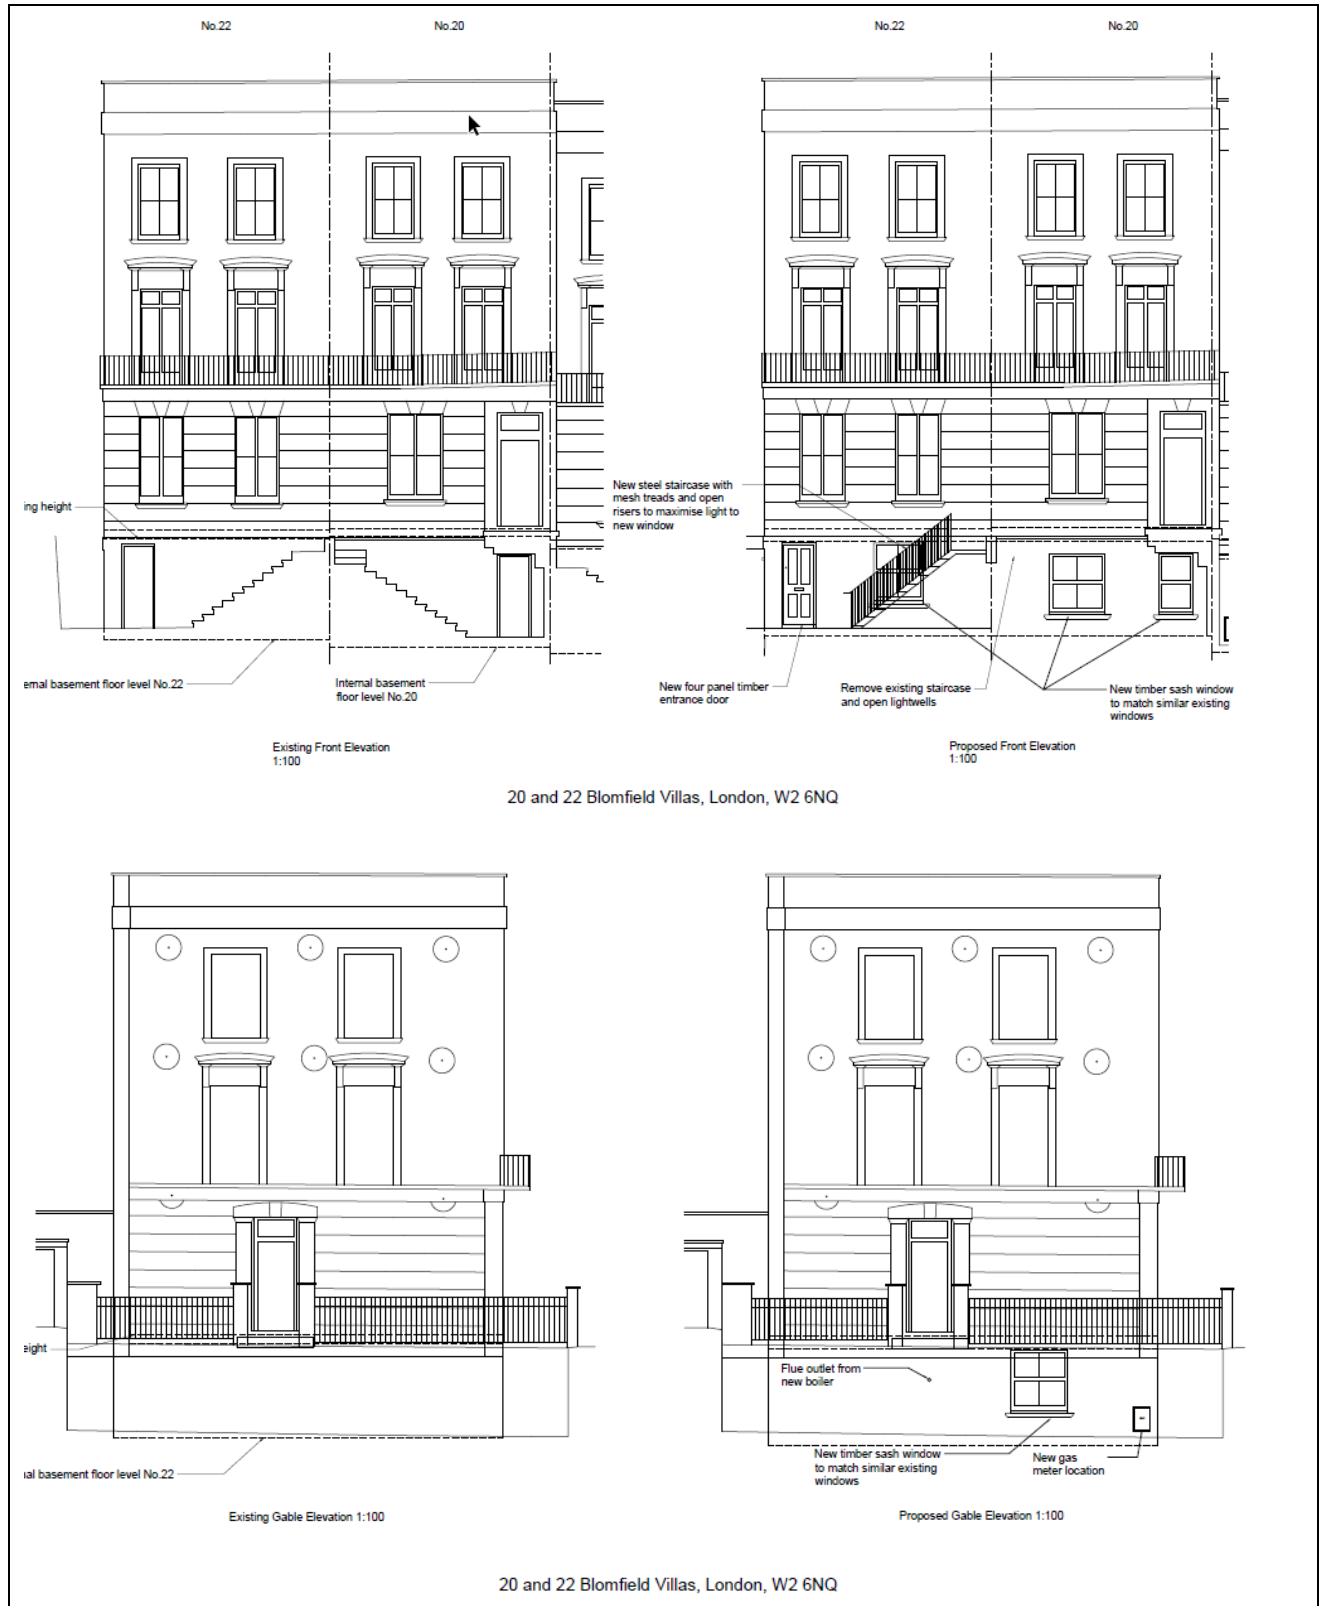 No.22
No.20
No.22
No.20
ing height
New steel staircase with
mesh treads and open
risers to maximise light to
new window
ernal basement floor level No.22
Internal basement
floor level No.20
New four panel timber
entrance door
Remove existing staircase
and open lightwells
New timber sash window
to match similar existing
windows
Existing Front Elevation
1:100
Proposed Front Elevation
1:100
20 and 22 Blomfield Villas, London, W2 6NQ
eight
Flue outlet from
new boiler
nal basement floor level No.22
New timber sash window
to match similar existing
windows
New gas
meter location
Existing Gable Elevation 1:100
Proposed Gable Elevation 1:100
20 and 22 Blomfield Villas, London, W2 6NQ